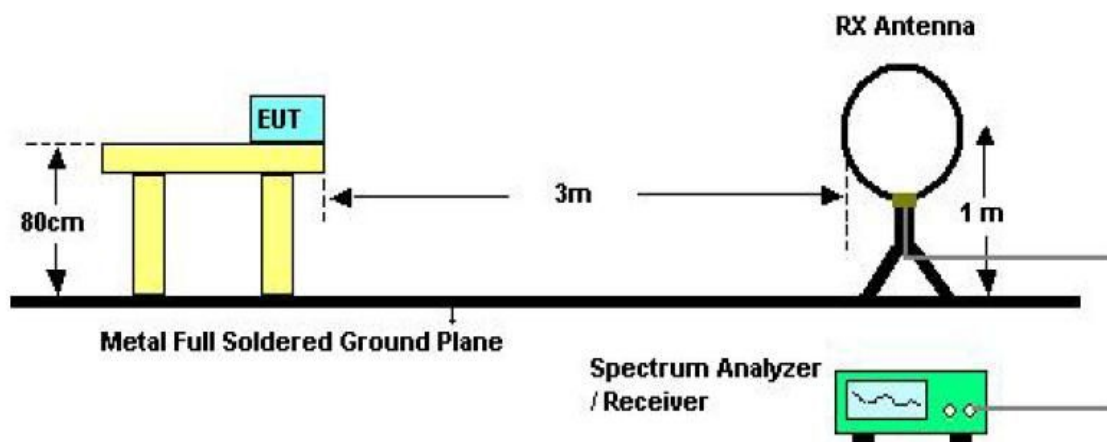 RX Antenna
EUT
3m
80cm
1 m
Metal Full Soldered Ground Plane
Spectrum Analyzer
/ Receiver